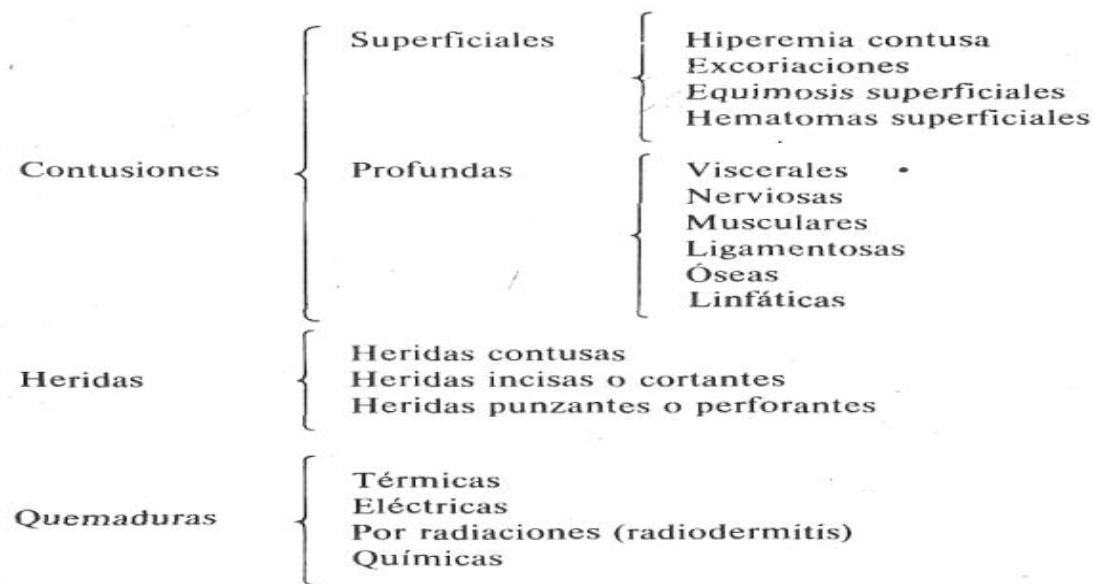 Contusiones
Superficiales
Hiperemia contusa
Excoriaciones
Equimosis superficiales
Hematomas superficiales
Profundas
Viscerales
Nerviosas
Musculares
Ligamentosas
Óseas
Linfáticas
Heridas
Heridas contusas
Heridas incisas o cortantes
Heridas punzantes o perforantes
Quemaduras
Térmicas
Eléctricas
Por radiaciones (radiodermitis)
Químicas